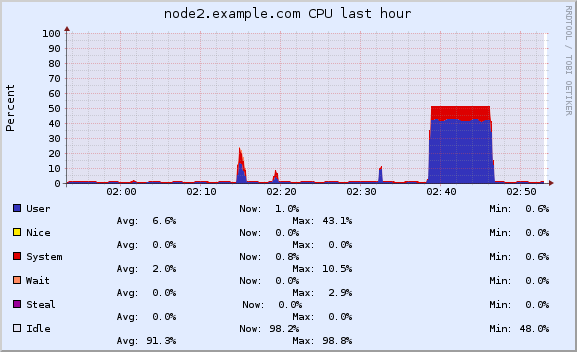 node2.example.com CPU last hour
RRDTOOL / TOBI OETIKER
Percent
100
90
80
70
60
50
40
30
20
10
0
02:00 02:10 02:20 02:30 02:40 02:50
User Now: 1.0% Min: 0.6%
Avg: 6.6% Max: 43.1%
Nice Now: 0.0% Min: 0.0%
Avg: 0.0% Max: 0.0%
System Now: 0.8% Min: 0.6%
Avg: 2.0% Max: 10.5%
Wait Now: 0.0% Min: 0.0%
Avg: 0.0% Max: 2.9%
Steal Now: 0.0% Min: 0.0%
Avg: 0.0% Max: 0.0%
Idle Now: 98.2% Min: 48.0%
Avg: 91.3% Max: 98.8%